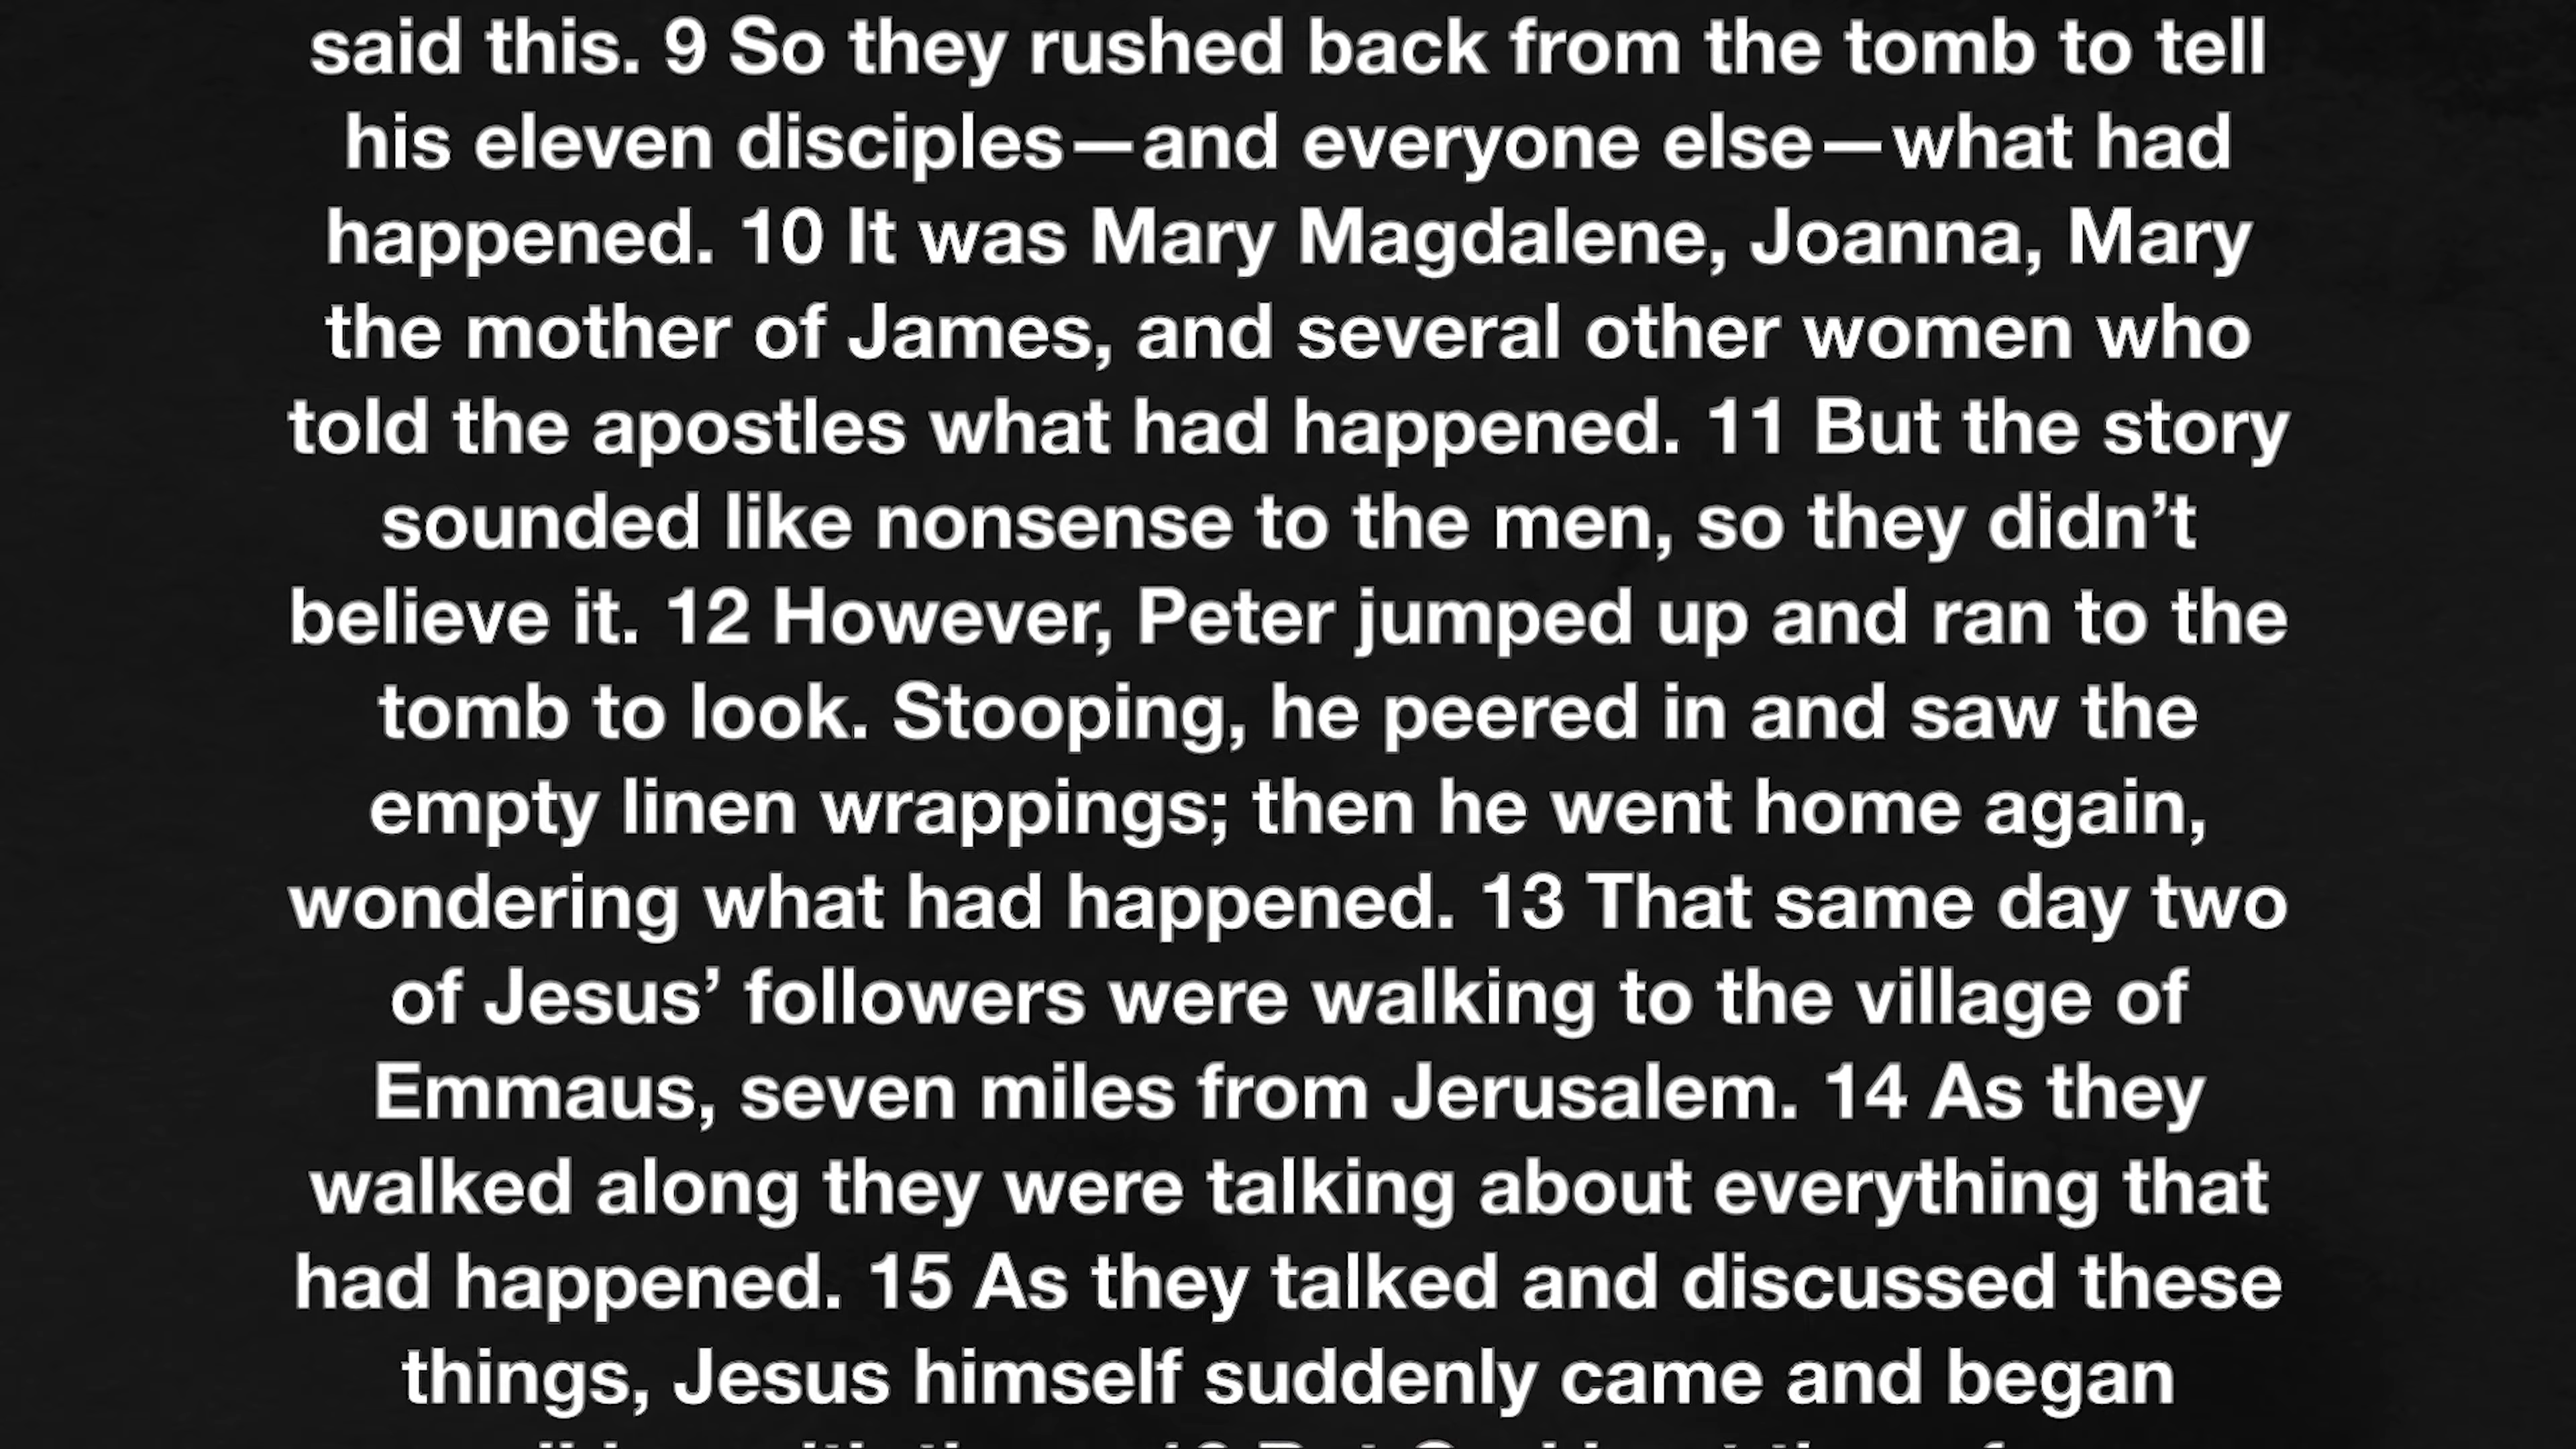 said this. 9 So they rushed back from the tomb to tell
his eleven disciples—and everyone else—what had
happened. 10 It was Mary Magdalene, Joanna, Mary
the mother of James, and several other women who
told the apostles what had happened. 11 But the story
sounded like nonsense to the men, so they didn’t
believe it. 12 However, Peter jumped up and ran to the
tomb to look. Stooping, he peered in and saw the
empty linen wrappings; then he went home again,
wondering what had happened. 13 That same day two
of Jesus’ followers were walking to the village of
Emmaus, seven miles from Jerusalem. 14 As they
walked along they were talking about everything that
had happened. 15 As they talked and discussed these
things, Jesus himself suddenly came and began